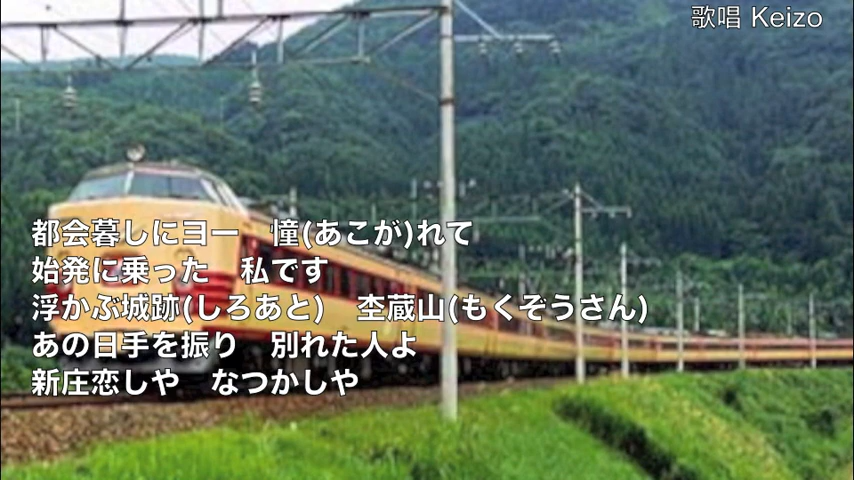 歌唱 Keizo
都会暮しにヨー　憧(あこが)れて
始発に乗った　私です
浮かぶ城跡(しろあと)　杢蔵山(もくぞうさん)
あの日手を振り　別れた人よ
新庄恋しや　なつかしや